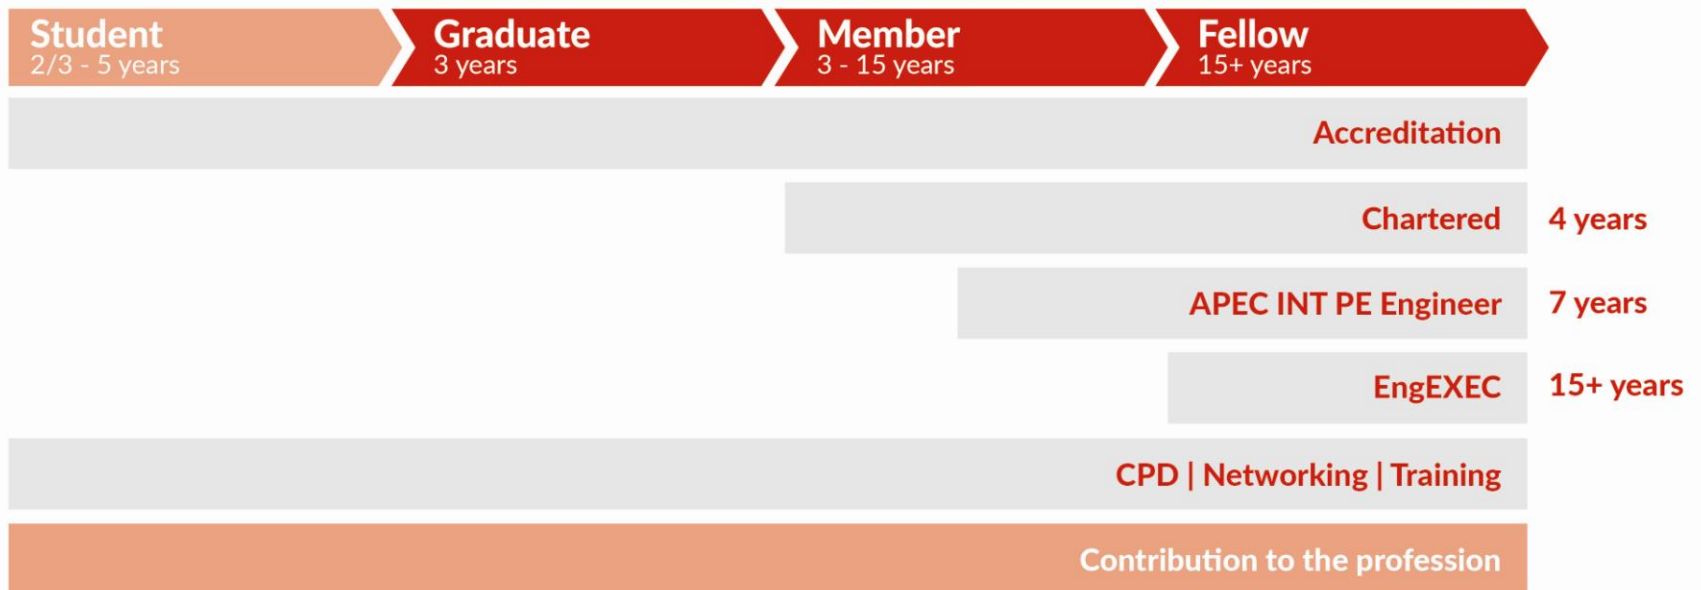 Student
2/3 - 5 years
Graduate
3 years
Member
3 - 15 years
Fellow
15+ years
Accreditation
Chartered
4 years
APEC INT PE Engineer
7 years
EngEXEC
15+ years
CPD | Networking | Training
Contribution to the profession